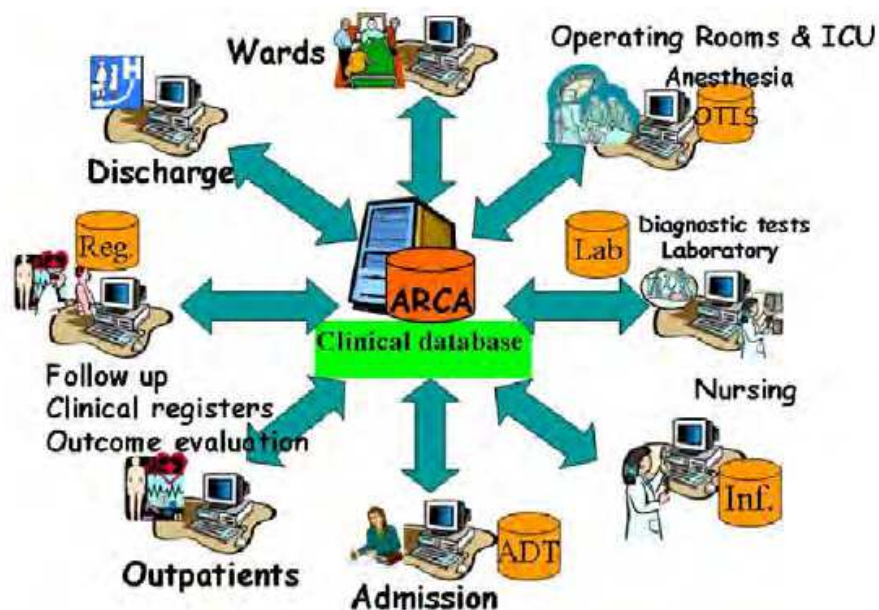 Wards
Operating Rooms & ICU
Anesthesia
OTIS
H
Discharge
Reg.
Lab
Diagnostic tests
Laboratory
ARCA
Clinical database
Follow up
Clinical registers
Outcome evaluation
Nursing
Inf.
Outpatients
ADT
Admission